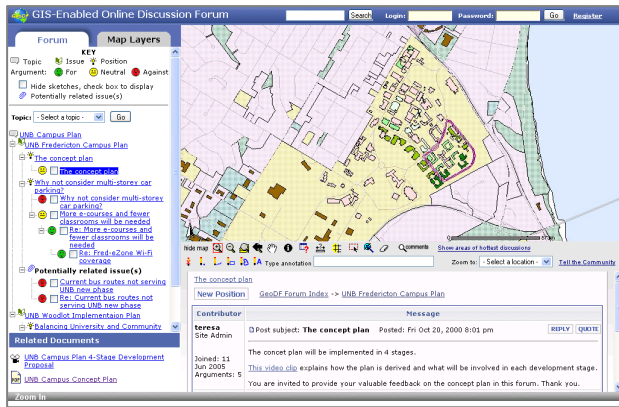 GIS-Enabled Online Discussion Forum
Search
Login:
Password:
Go
Register
Forum
Map Layers
KEY
Topic Issue Position
Argument: For Neutral Against
Hide sketches, check box to display
Potentially related issue(s)
Topic: - Select a topic - Go
UNB Campus Plan
UNB Fredericton Campus Plan
The concept plan
The concept plan
Why not consider multi-storey car
parking?
Why not consider multi-storey
car parking?
More e-courses and fewer
classrooms will be needed
Re: More e-courses and
fewer classrooms will be
needed
Re: Fred-eZone Wi-Fi
coverage
Potentially related issue(s)
Current bus routes not serving
UNB new phase
Re: Current bus routes not
serving UNB new phase
UNB Woodlot Implementaion Plan
Balancing University and Community
Related Documents
UNB Campus Plan 4-Stage Development
Proposal
UNB Campus Concept Plan
Zoom In
hide map
comments
Show areas of hottest discussions
Type annotation
Zoom to: - Select a location -
Tell the Community
The concept plan
New Position
GeoDF Forum Index -> UNB Fredericton Campus Plan
Contributor
Message
teresa
Site Admin
Joined: 11
Jun 2005
Arguments: 5
Post subject: The concept plan Posted: Fri Oct 20, 2000 8:01 pm
REPLY
QUOTE
The concet plan will be implemented in 4 stages.
This video clip explains how the plan is derived and what will be involved in each development stage.
You are invited to provide your valuable feedback on the concept plan in this forum. Thank you.